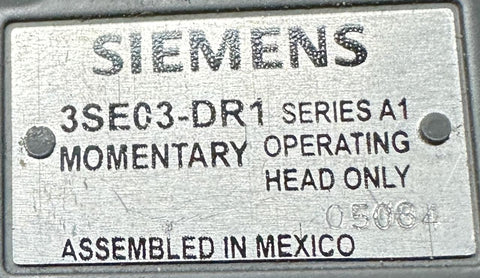 SIEMENS
3SE03-DR1 SERIES A1
MOMENTARY OPERATING
HEAD ONLY
05064
ASSEMBLED IN MEXICO